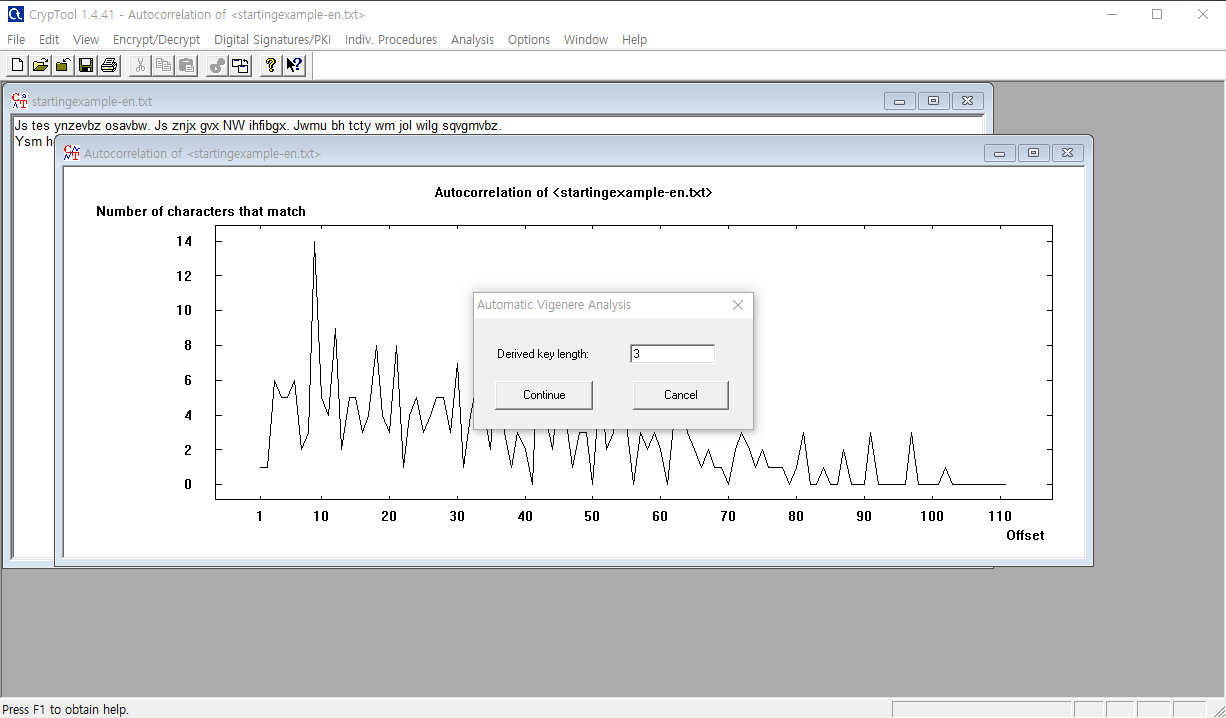 CrypTool 1.4.41 - Autocorrelation of <startingexample-en.txt>
File Edit View Encrypt/Decrypt Digital Signatures/PKI Indiv. Procedures Analysis Options Window Help
startingexample-en.txt
Js tes ynzevbz osavbw. Js znjx gvx NW ihfibgx. Jwmu bh tcty wm jol wilg sqvgmvbz.
Ysm h
Autocorrelation of <startingexample-en.txt>
Autocorrelation of <startingexample-en.txt>
Number of characters that match
14
12
10
8
6
4
2
0
1 10 20 30 40 50 60 70 80 90 100 110
Offset
Automatic Vigenere Analysis
Derived key length: 3
Continue Cancel
Press F1 to obtain help.